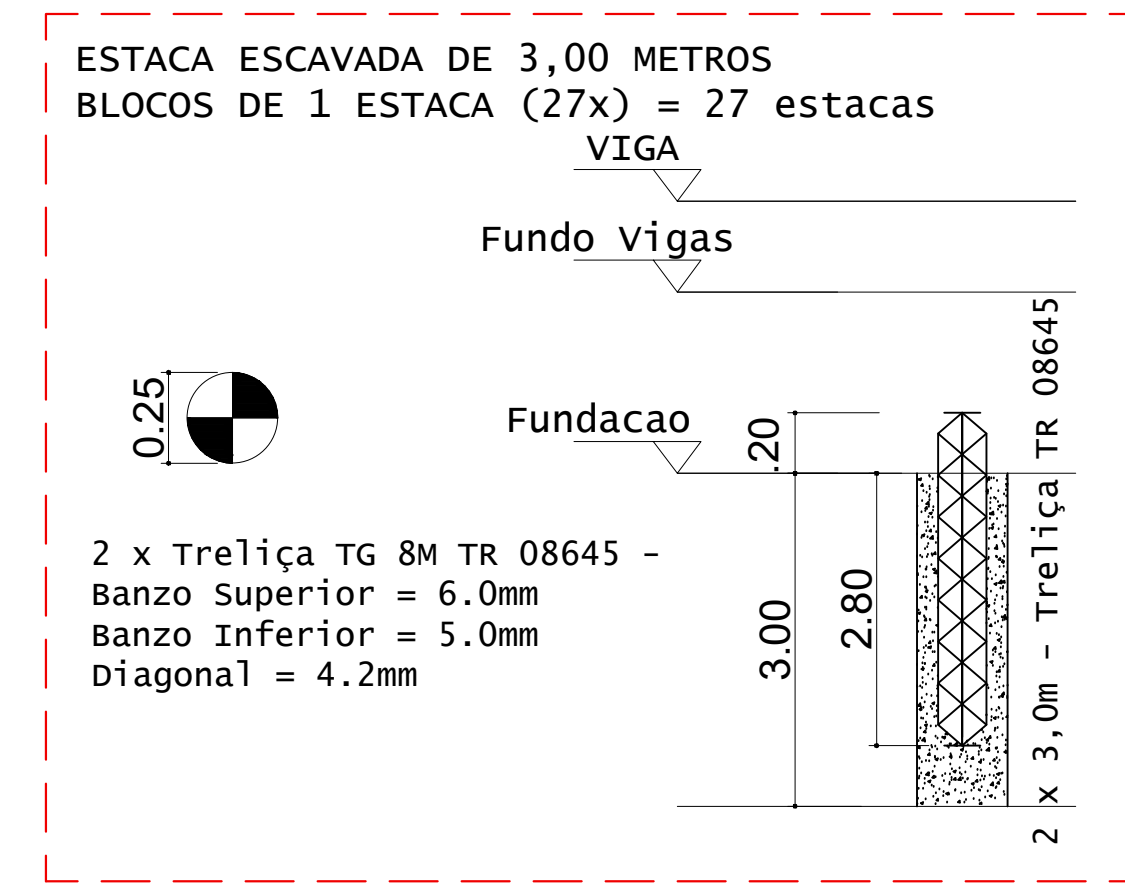 ESTACA ESCAVADA DE 3,00 METROS
BLOCOS DE 1 ESTACA (27x) = 27 estacas
VIGA
Fundo Vigas
0.25
Fundacao
.20
2 x Treliça TG 8M TR 08645 -
Banzo Superior = 6.0mm
Banzo Inferior = 5.0mm
Diagonal = 4.2mm
3.00
2.80
2 x 3,0m - Treliça TR 08645